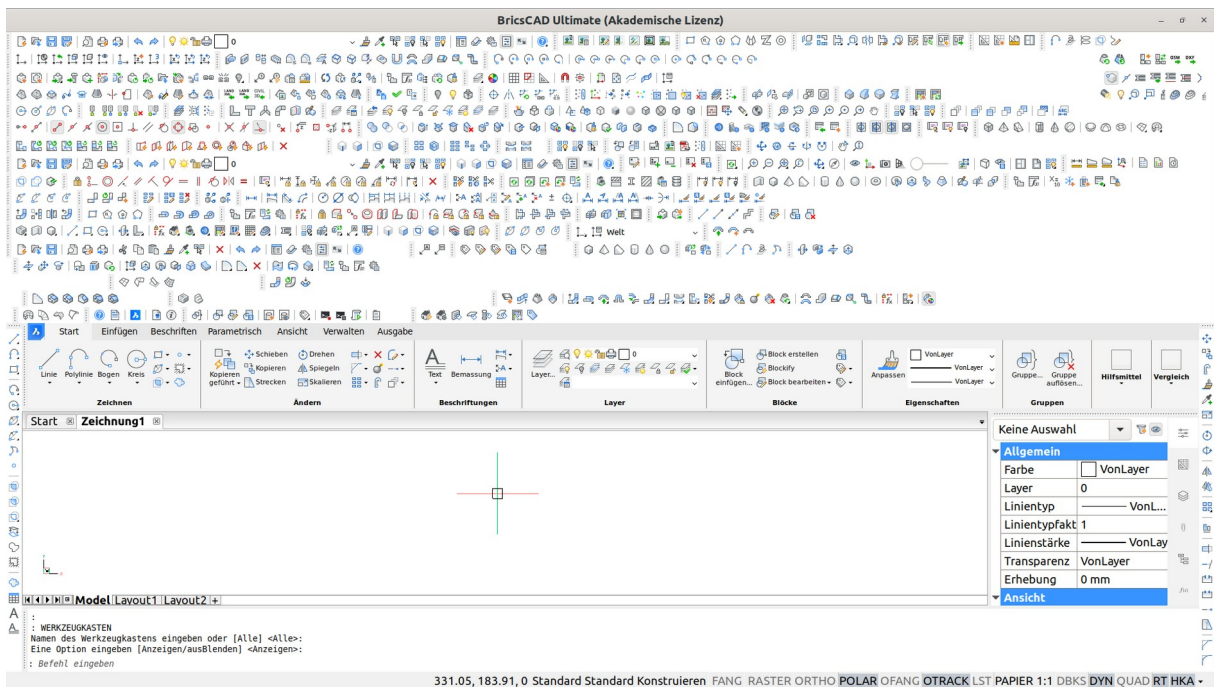 BricsCAD Ultimate (Akademische Lizenz)
0
0
Welt
Start Einfügen Beschriften Parametrisch Ansicht Verwalten Ausgabe
Linie Polylinie Bogen Kreis
Schieben Drehen
Kopieren Spiegeln
Kopieren geführt Strecken Skalieren
Text Bemassung
Layer... 0
Block einfügen...
Block erstellen
Blockify
Block bearbeiten
Anpassen
VonLayer
VonLayer
VonLayer
Gruppe... Gruppe auflösen...
Hilfsmittel Vergleich
Zeichnen Ändern Beschriftungen Layer Blöcke Eigenschaften Gruppen
Start Zeichnung1
Keine Auswahl
Allgemein
Farbe VonLayer
Layer 0
Linientyp VonL...
Linientypfakt 1
Linienstärke VonLay
Transparenz VonLayer
Erhebung 0 mm
Ansicht
Model Layout1 Layout2 +
:
: WERKZEUGKASTEN
Namen des Werkzeugkastens eingeben oder [Alle] <Alle>:
Eine Option eingeben [Anzeigen/ausBlenden] <Anzeigen>:
: Befehl eingeben
331.05, 183.91, 0 Standard Standard Konstruieren FANG RASTER ORTHO POLAR OFANG OTRACK LST PAPIER 1:1 DBKS DYN QUAD RT HKA